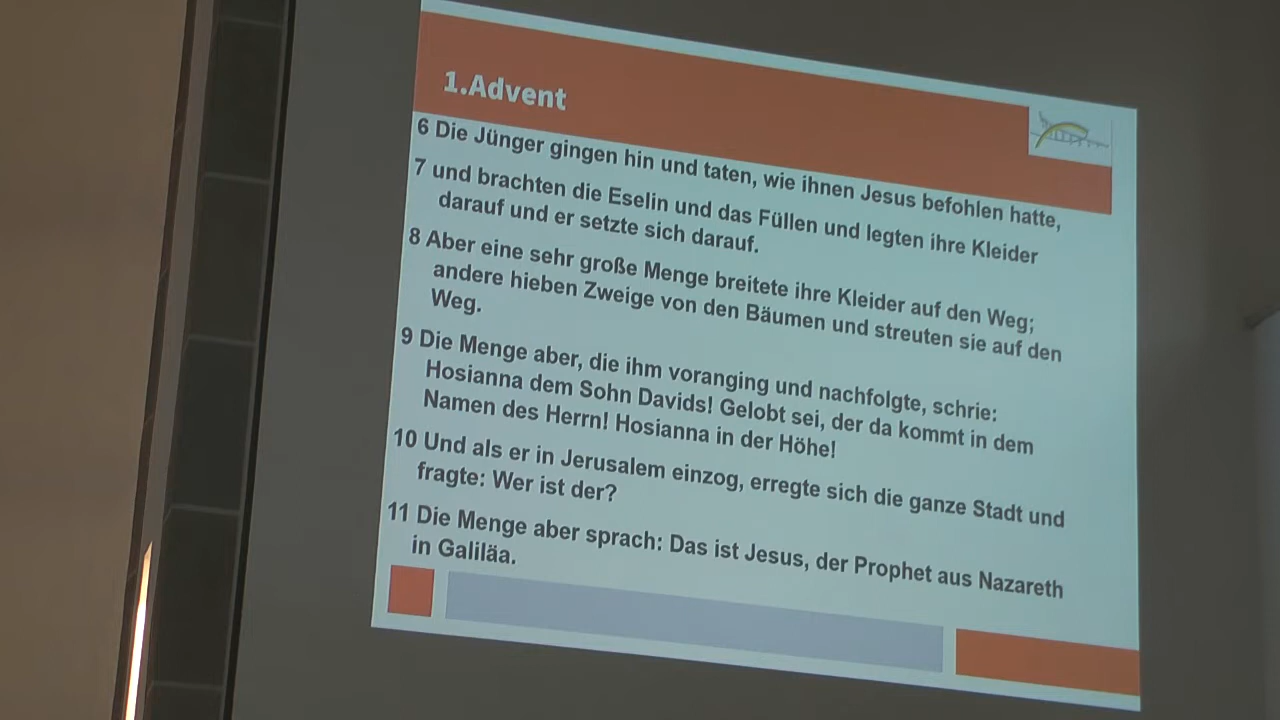 1.Advent
6 Die Jünger gingen hin und taten, wie ihnen Jesus befohlen hatte,
7 und brachten die Eselin und das Füllen und legten ihre Kleider
darauf und er setzte sich darauf.
8 Aber eine sehr große Menge breitete ihre Kleider auf den Weg;
andere hieben Zweige von den Bäumen und streuten sie auf den
Weg.
9 Die Menge aber, die ihm voranging und nachfolgte, schrie:
Hosianna dem Sohn Davids! Gelobt sei, der da kommt in dem
Namen des Herrn! Hosianna in der Höhe!
10 Und als er in Jerusalem einzog, erregte sich die ganze Stadt und
fragte: Wer ist der?
11 Die Menge aber sprach: Das ist Jesus, der Prophet aus Nazareth
in Galiläa.